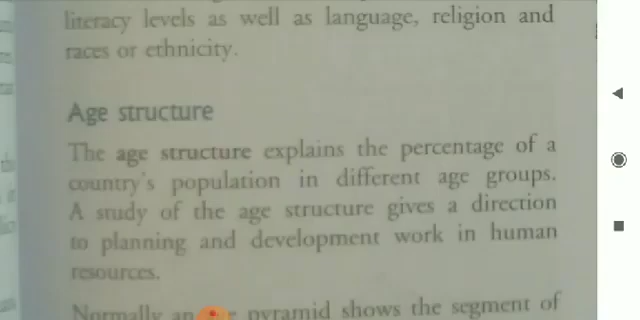 literacy levels as well as language, religion and
races or ethnicity.
Age structure
The age structure explains the percentage of a
country's population in different age groups.
A study of the age structure gives a direction
to planning and development work in human
resources.
Normally an pyramid shows the segment of